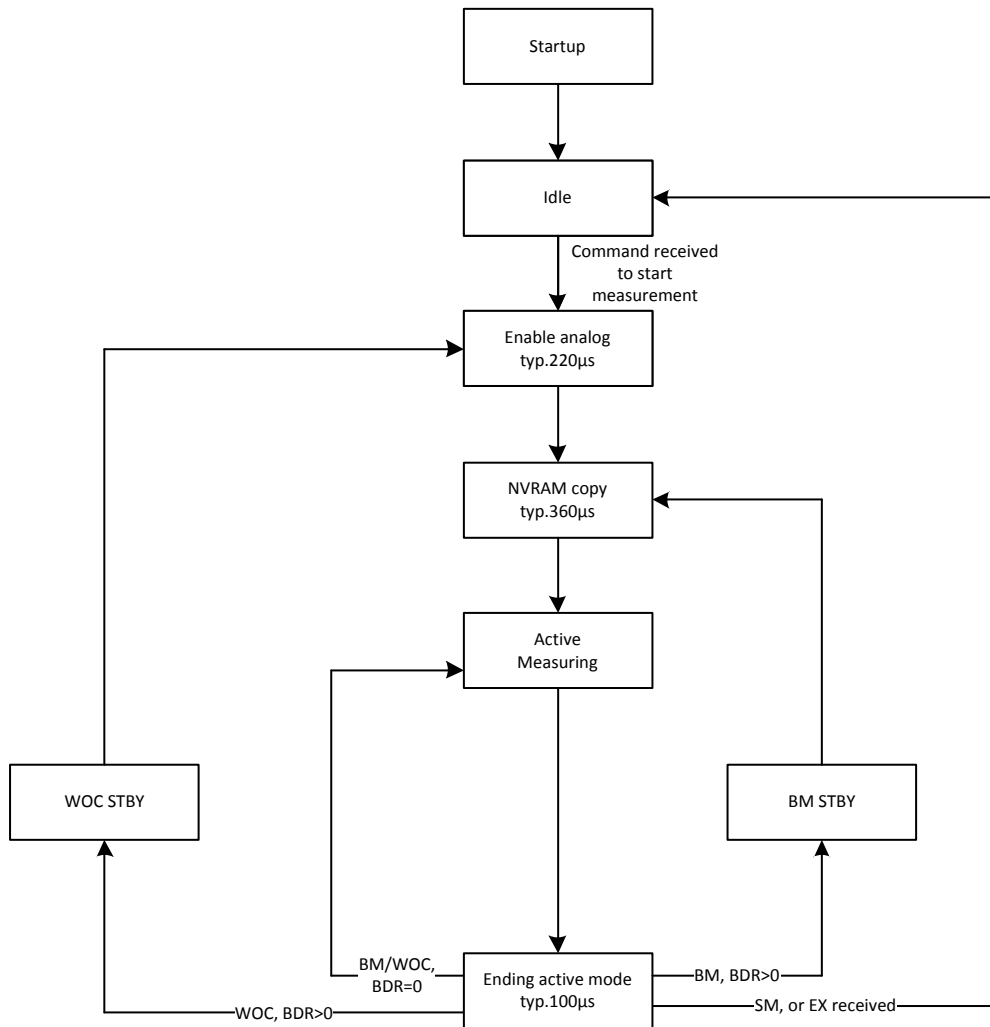 Startup
Idle
Command received
to start
measurement
Enable analog
typ.220µs
NVRAM copy
typ.360µs
Active
Measuring
WOC STBY
BM STBY
BM/WOC,
BDR=0
Ending active mode
typ.100µs
BM, BDR>0
WOC, BDR>0
SM, or EX received